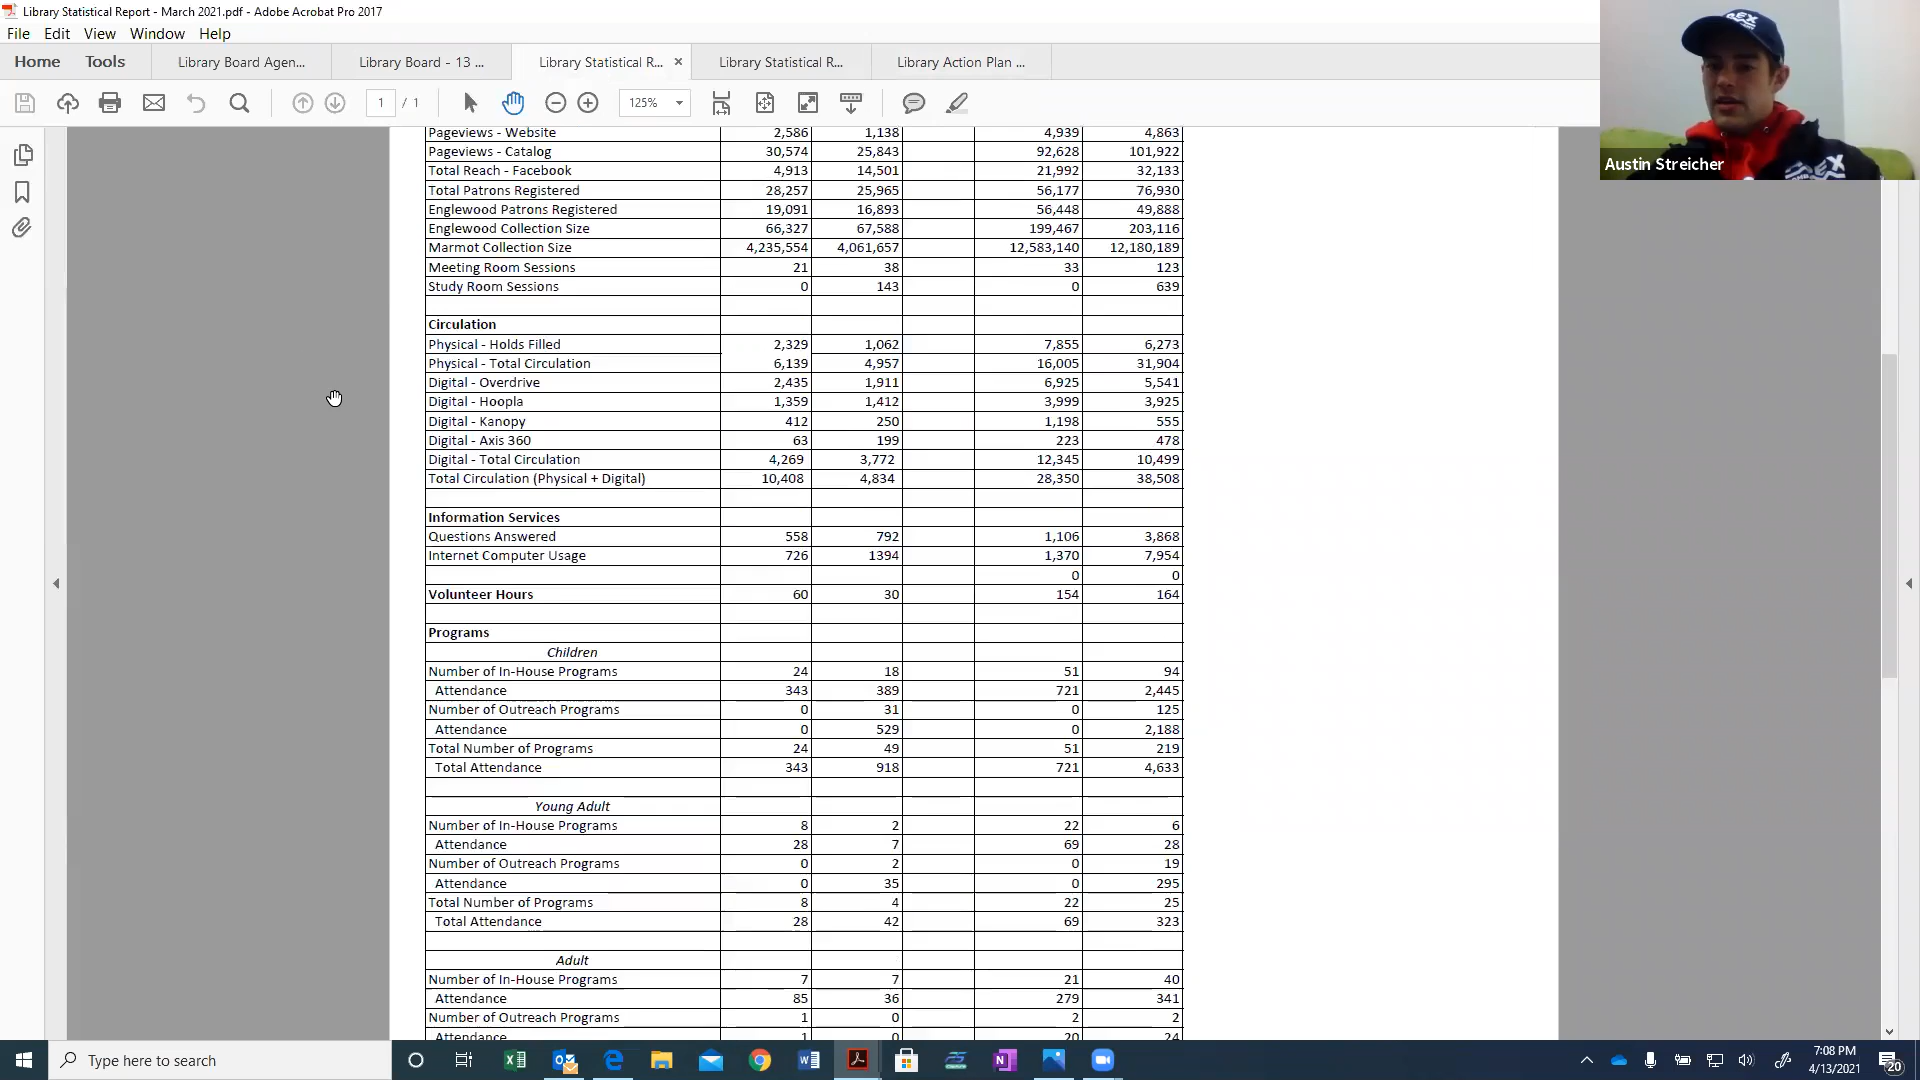 Library Statistical Report - March 2021.pdf - Adobe Acrobat Pro 2017
File Edit View Window Help
Home Tools Library Board Agen... Library Board - 13 ... Library Statistical R... × Library Statistical R... Library Action Plan ...
1 / 1 125%
Austin Streicher
Pageviews - Website 2,586 1,138 4,939 4,863
Pageviews - Catalog 30,574 25,843 92,628 101,922
Total Reach - Facebook 4,913 14,501 21,992 32,133
Total Patrons Registered 28,257 25,965 56,177 76,930
Englewood Patrons Registered 19,091 16,893 56,448 49,888
Englewood Collection Size 66,327 67,588 199,467 203,116
Marmot Collection Size 4,235,554 4,061,657 12,583,140 12,180,189
Meeting Room Sessions 21 38 33 123
Study Room Sessions 0 143 0 639
Circulation
Physical - Holds Filled 2,329 1,062 7,855 6,273
Physical - Total Circulation 6,139 4,957 16,005 31,904
Digital - Overdrive 2,435 1,911 6,925 5,541
Digital - Hoopla 1,359 1,412 3,999 3,925
Digital - Kanopy 412 250 1,198 555
Digital - Axis 360 63 199 223 478
Digital - Total Circulation 4,269 3,772 12,345 10,499
Total Circulation (Physical + Digital) 10,408 4,834 28,350 38,508
Information Services
Questions Answered 558 792 1,106 3,868
Internet Computer Usage 726 1394 1,370 7,954
0 0
Volunteer Hours 60 30 154 164
Programs
Children
Number of In-House Programs 24 18 51 94
Attendance 343 389 721 2,445
Number of Outreach Programs 0 31 0 125
Attendance 0 529 0 2,188
Total Number of Programs 24 49 51 219
Total Attendance 343 918 721 4,633
Young Adult
Number of In-House Programs 8 2 22 6
Attendance 28 7 69 28
Number of Outreach Programs 0 2 0 19
Attendance 0 35 0 295
Total Number of Programs 8 4 22 25
Total Attendance 28 42 69 323
Adult
Number of In-House Programs 7 7 21 40
Attendance 85 36 279 341
Number of Outreach Programs 1 0 2 2
Attendance 1 0 20 24
Type here to search
7:08 PM
4/13/2021
20